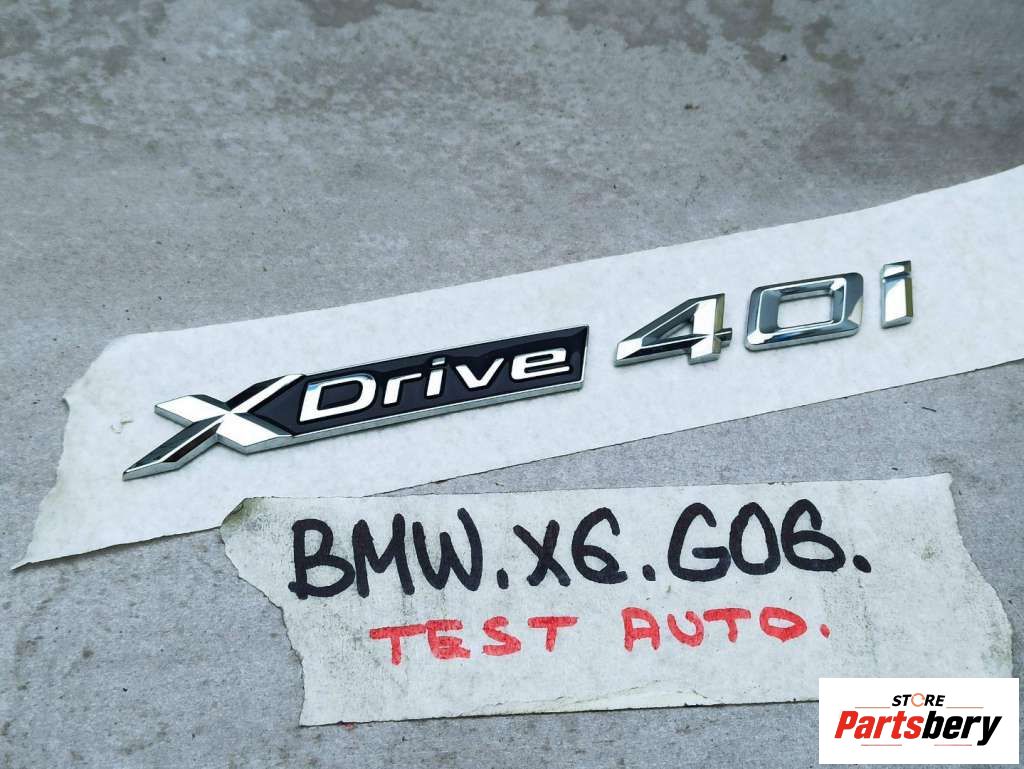 XDrive 40i
BMW.X6.G06.
TEST AUTO.
STORE
Partsbery